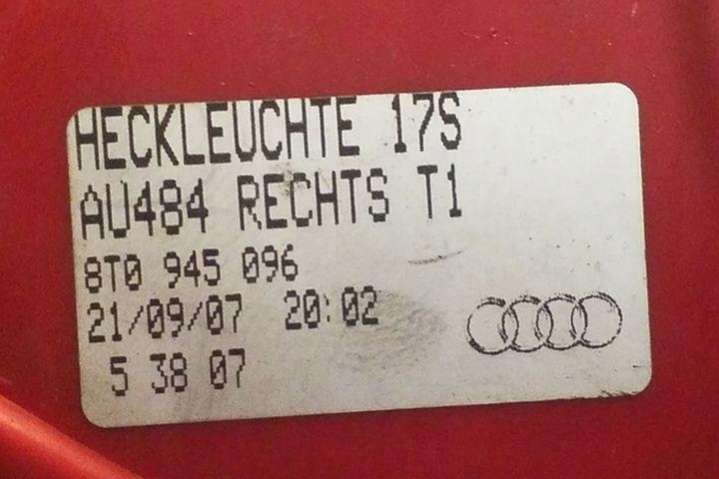 HECKLEUCHTE 17S
AU484 RECHTS T1
8T0 945 096
21/09/07 20:02
5 38 07